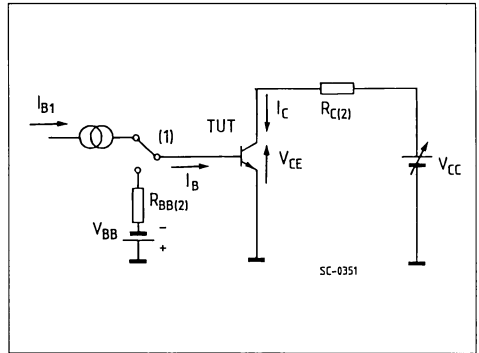 I_B1
(1)
TUT
I_C
R_C(2)
V_CE
V_CC
I_B
R_BB(2)
V_BB
−
+
SC-0351